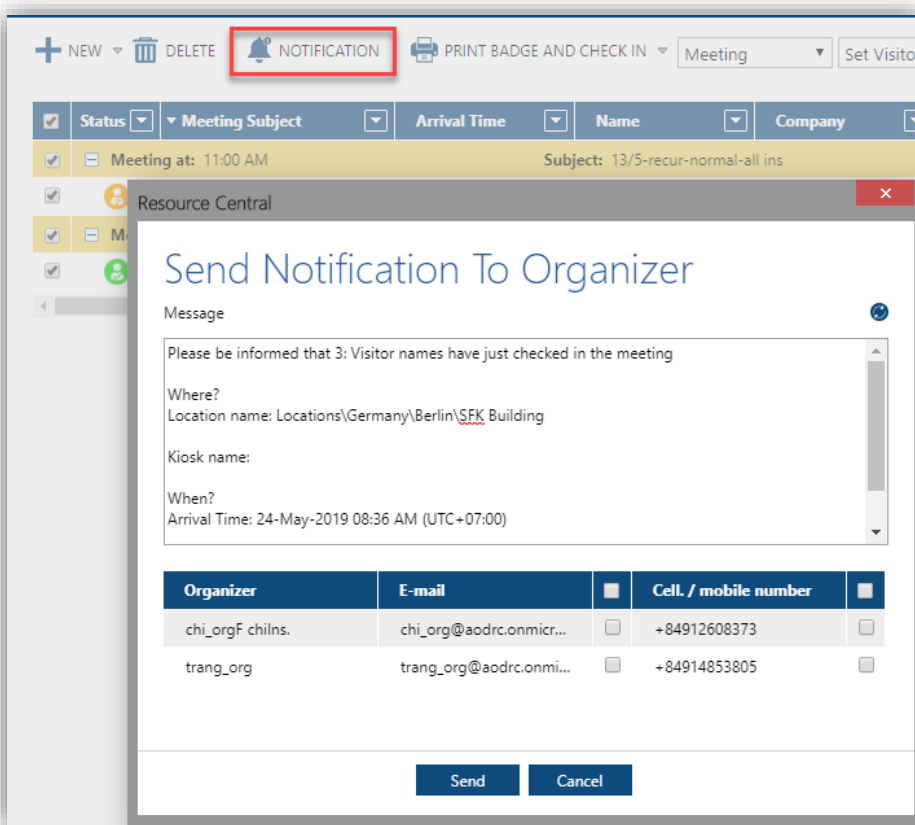 NEW DELETE NOTIFICATION PRINT BADGE AND CHECK IN Meeting Set Visito
Status Meeting Subject Arrival Time Name Company
Meeting at: 11:00 AM Subject: 13/5-recur-normal-all ins
Resource Central
Send Notification To Organizer
Message
Please be informed that 3: Visitor names have just checked in the meeting
Where?
Location name: Locations\Germany\Berlin\SFK Building
Kiosk name:
When?
Arrival Time: 24-May-2019 08:36 AM (UTC+07:00)
Organizer E-mail Cell. / mobile number
chi_orgF chiIns. chi_org@aodrc.onmicr... +84912608373
trang_org trang_org@aodrc.onmi... +84914853805
Send Cancel